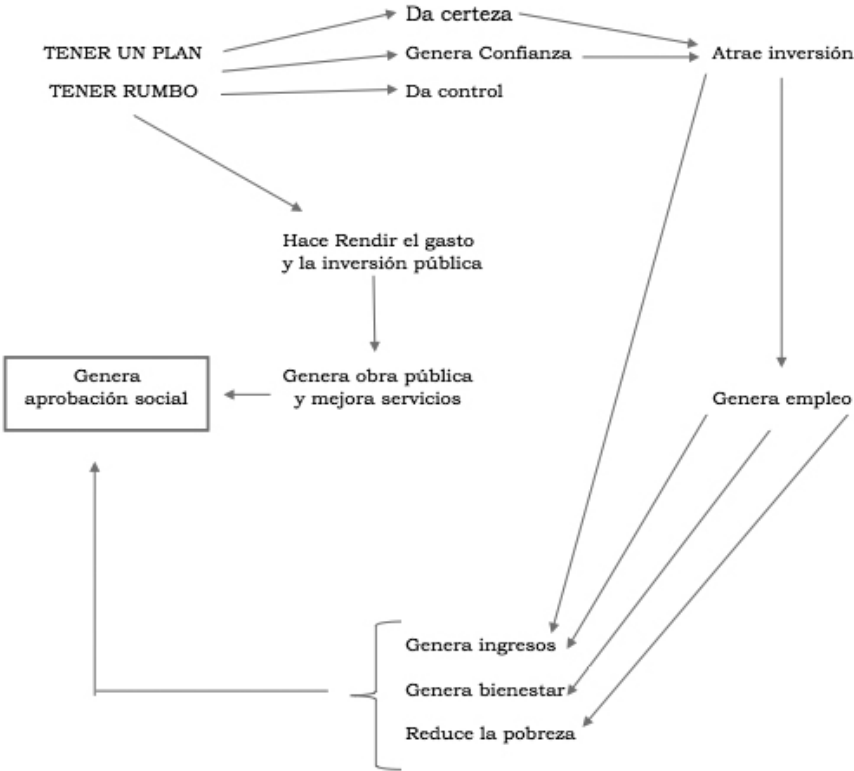 Da certeza
TENER UN PLAN
Genera Confianza
Atrae inversión
TENER RUMBO
Da control
Hace Rendir el gasto
y la inversión pública
Genera
aprobación social
Genera obra pública
y mejora servicios
Genera empleo
Genera ingresos
Genera bienestar
Reduce la pobreza